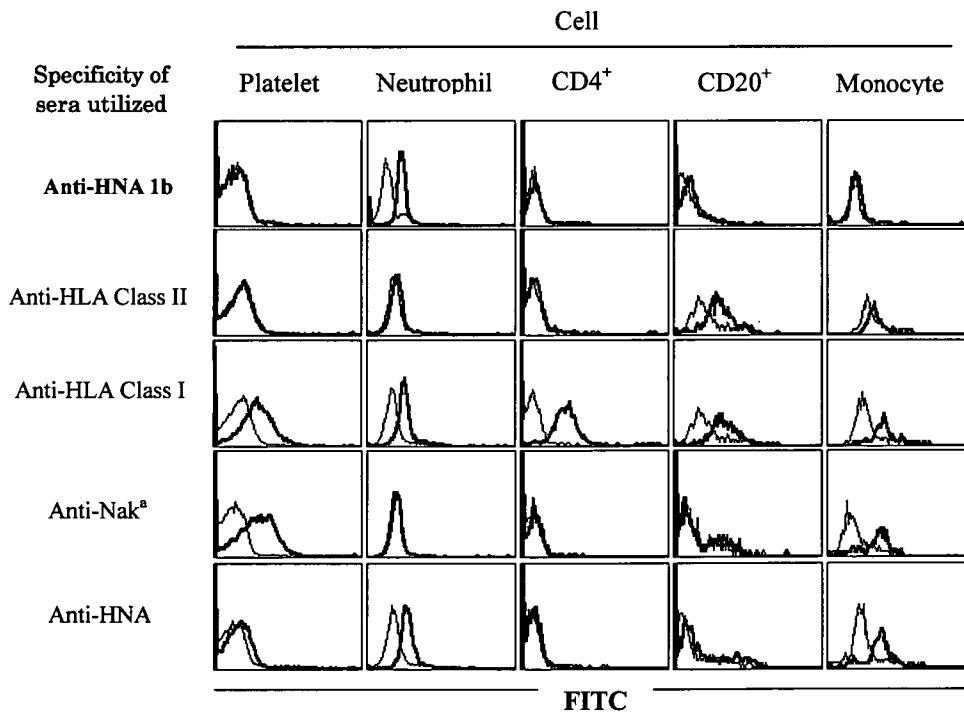 Cell
Specificity of
sera utilized
Platelet Neutrophil CD4+ CD20+ Monocyte
Anti-HNA 1b
Anti-HLA Class II
Anti-HLA Class I
Anti-Nakᵃ
Anti-HNA
FITC